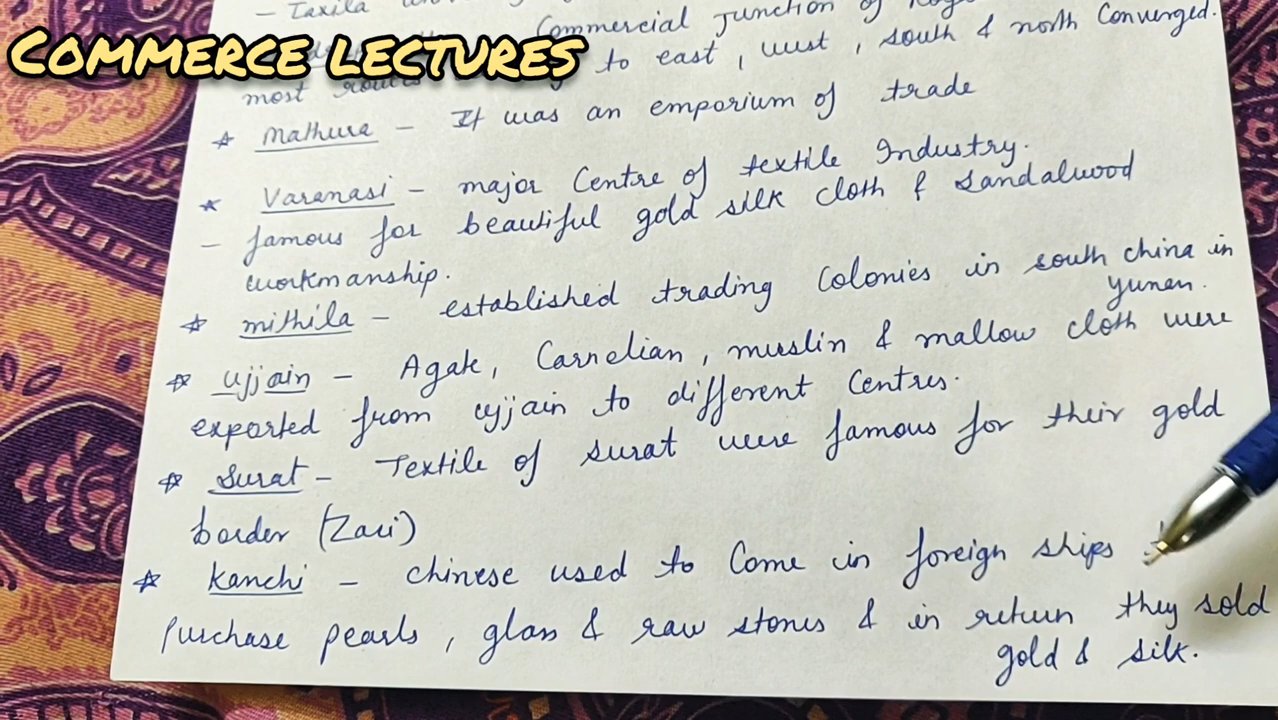 COMMERCE LECTURES
- Taxila
Commercial junction of
most to east, west, south & north Converged.
☆ Mathura - It was an emporium of trade
☆ Varanasi - major Centre of textile Industry.
- famous for beautiful gold silk cloth & Sandalwood
workmanship.
☆ mithila - established trading Colonies in south china in
yunan.
☆ ujjain - Agate, Carnelian, muslin & mallow cloth were
exported from ujjain to different Centres.
☆ Surat - Textile of surat were famous for their gold
border (Zari)
☆ Kanchi - chinese used to Come in foreign ships
purchase pearls, glass & raw stones & in return they sold
gold & silk.